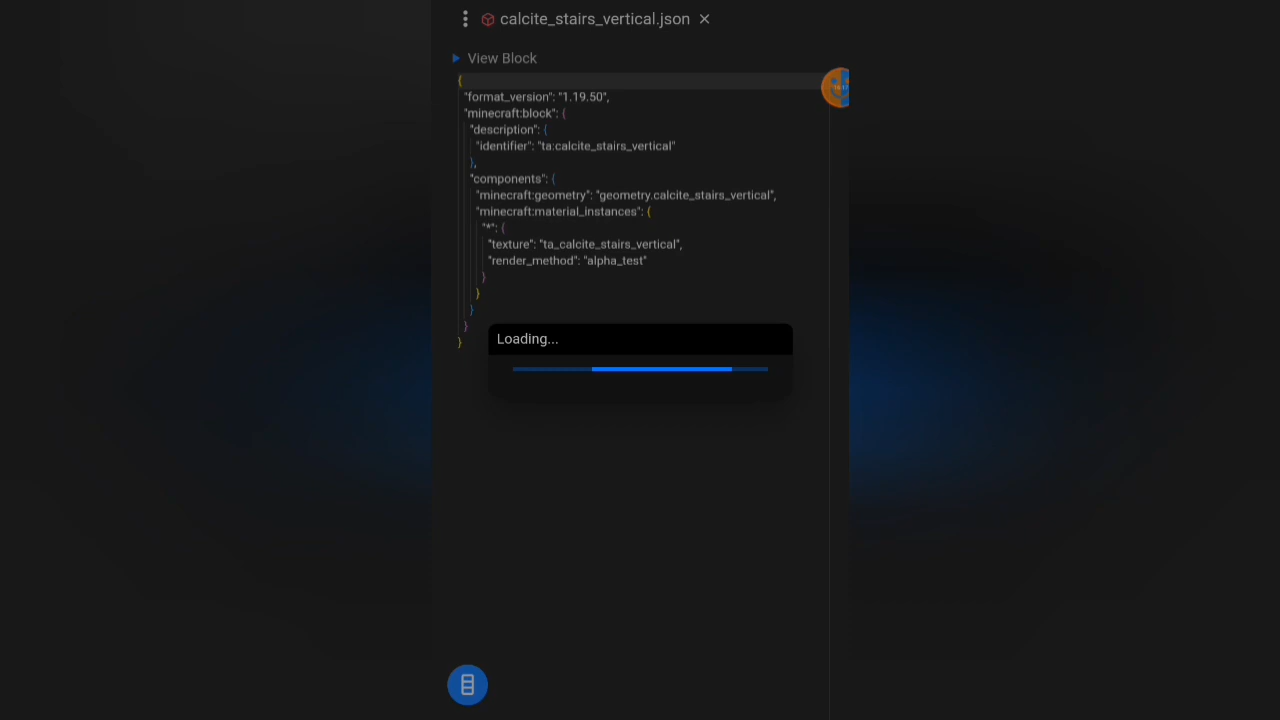 calcite_stairs_vertical.json
View Block
{
"format_version": "1.19.50",
"minecraft:block": {
"description": {
"identifier": "ta:calcite_stairs_vertical"
},
"components": {
"minecraft:geometry": "geometry.calcite_stairs_vertical",
"minecraft:material_instances": {
"*": {
"texture": "ta_calcite_stairs_vertical",
"render_method": "alpha_test"
}
}
}
}
}
Loading...